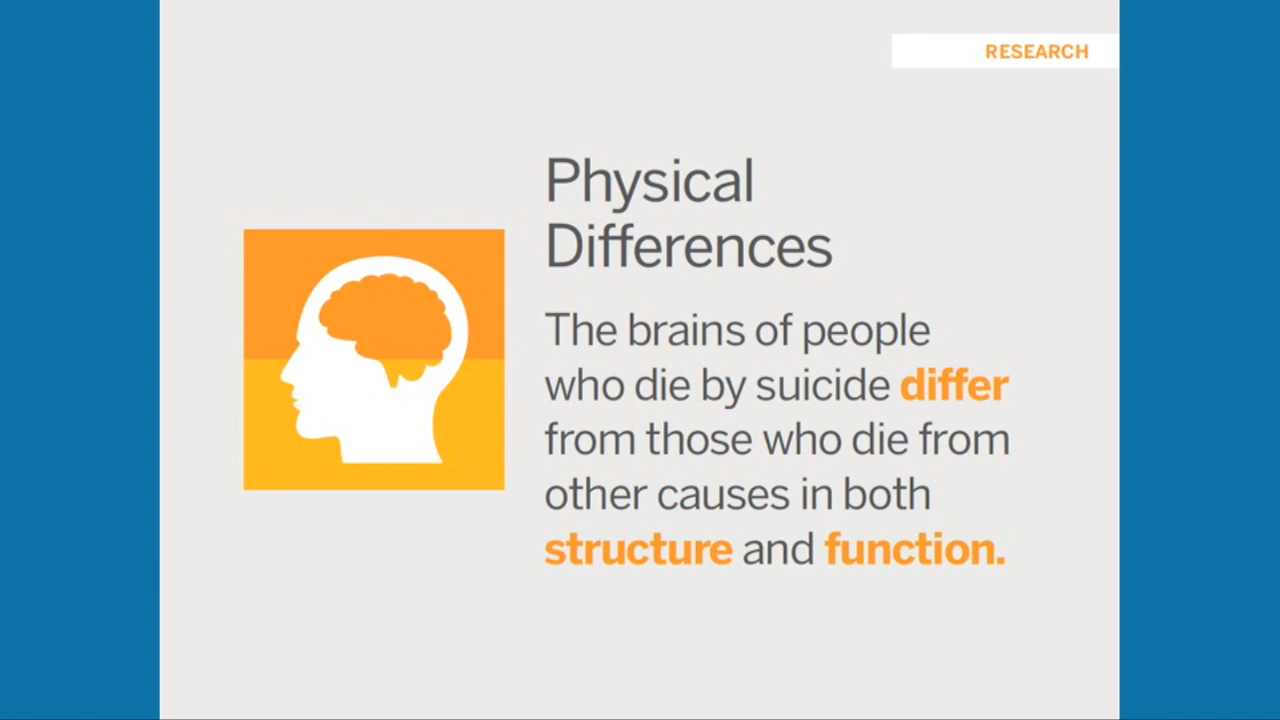 RESEARCH
Physical
Differences
The brains of people
who die by suicide differ
from those who die from
other causes in both
structure and function.